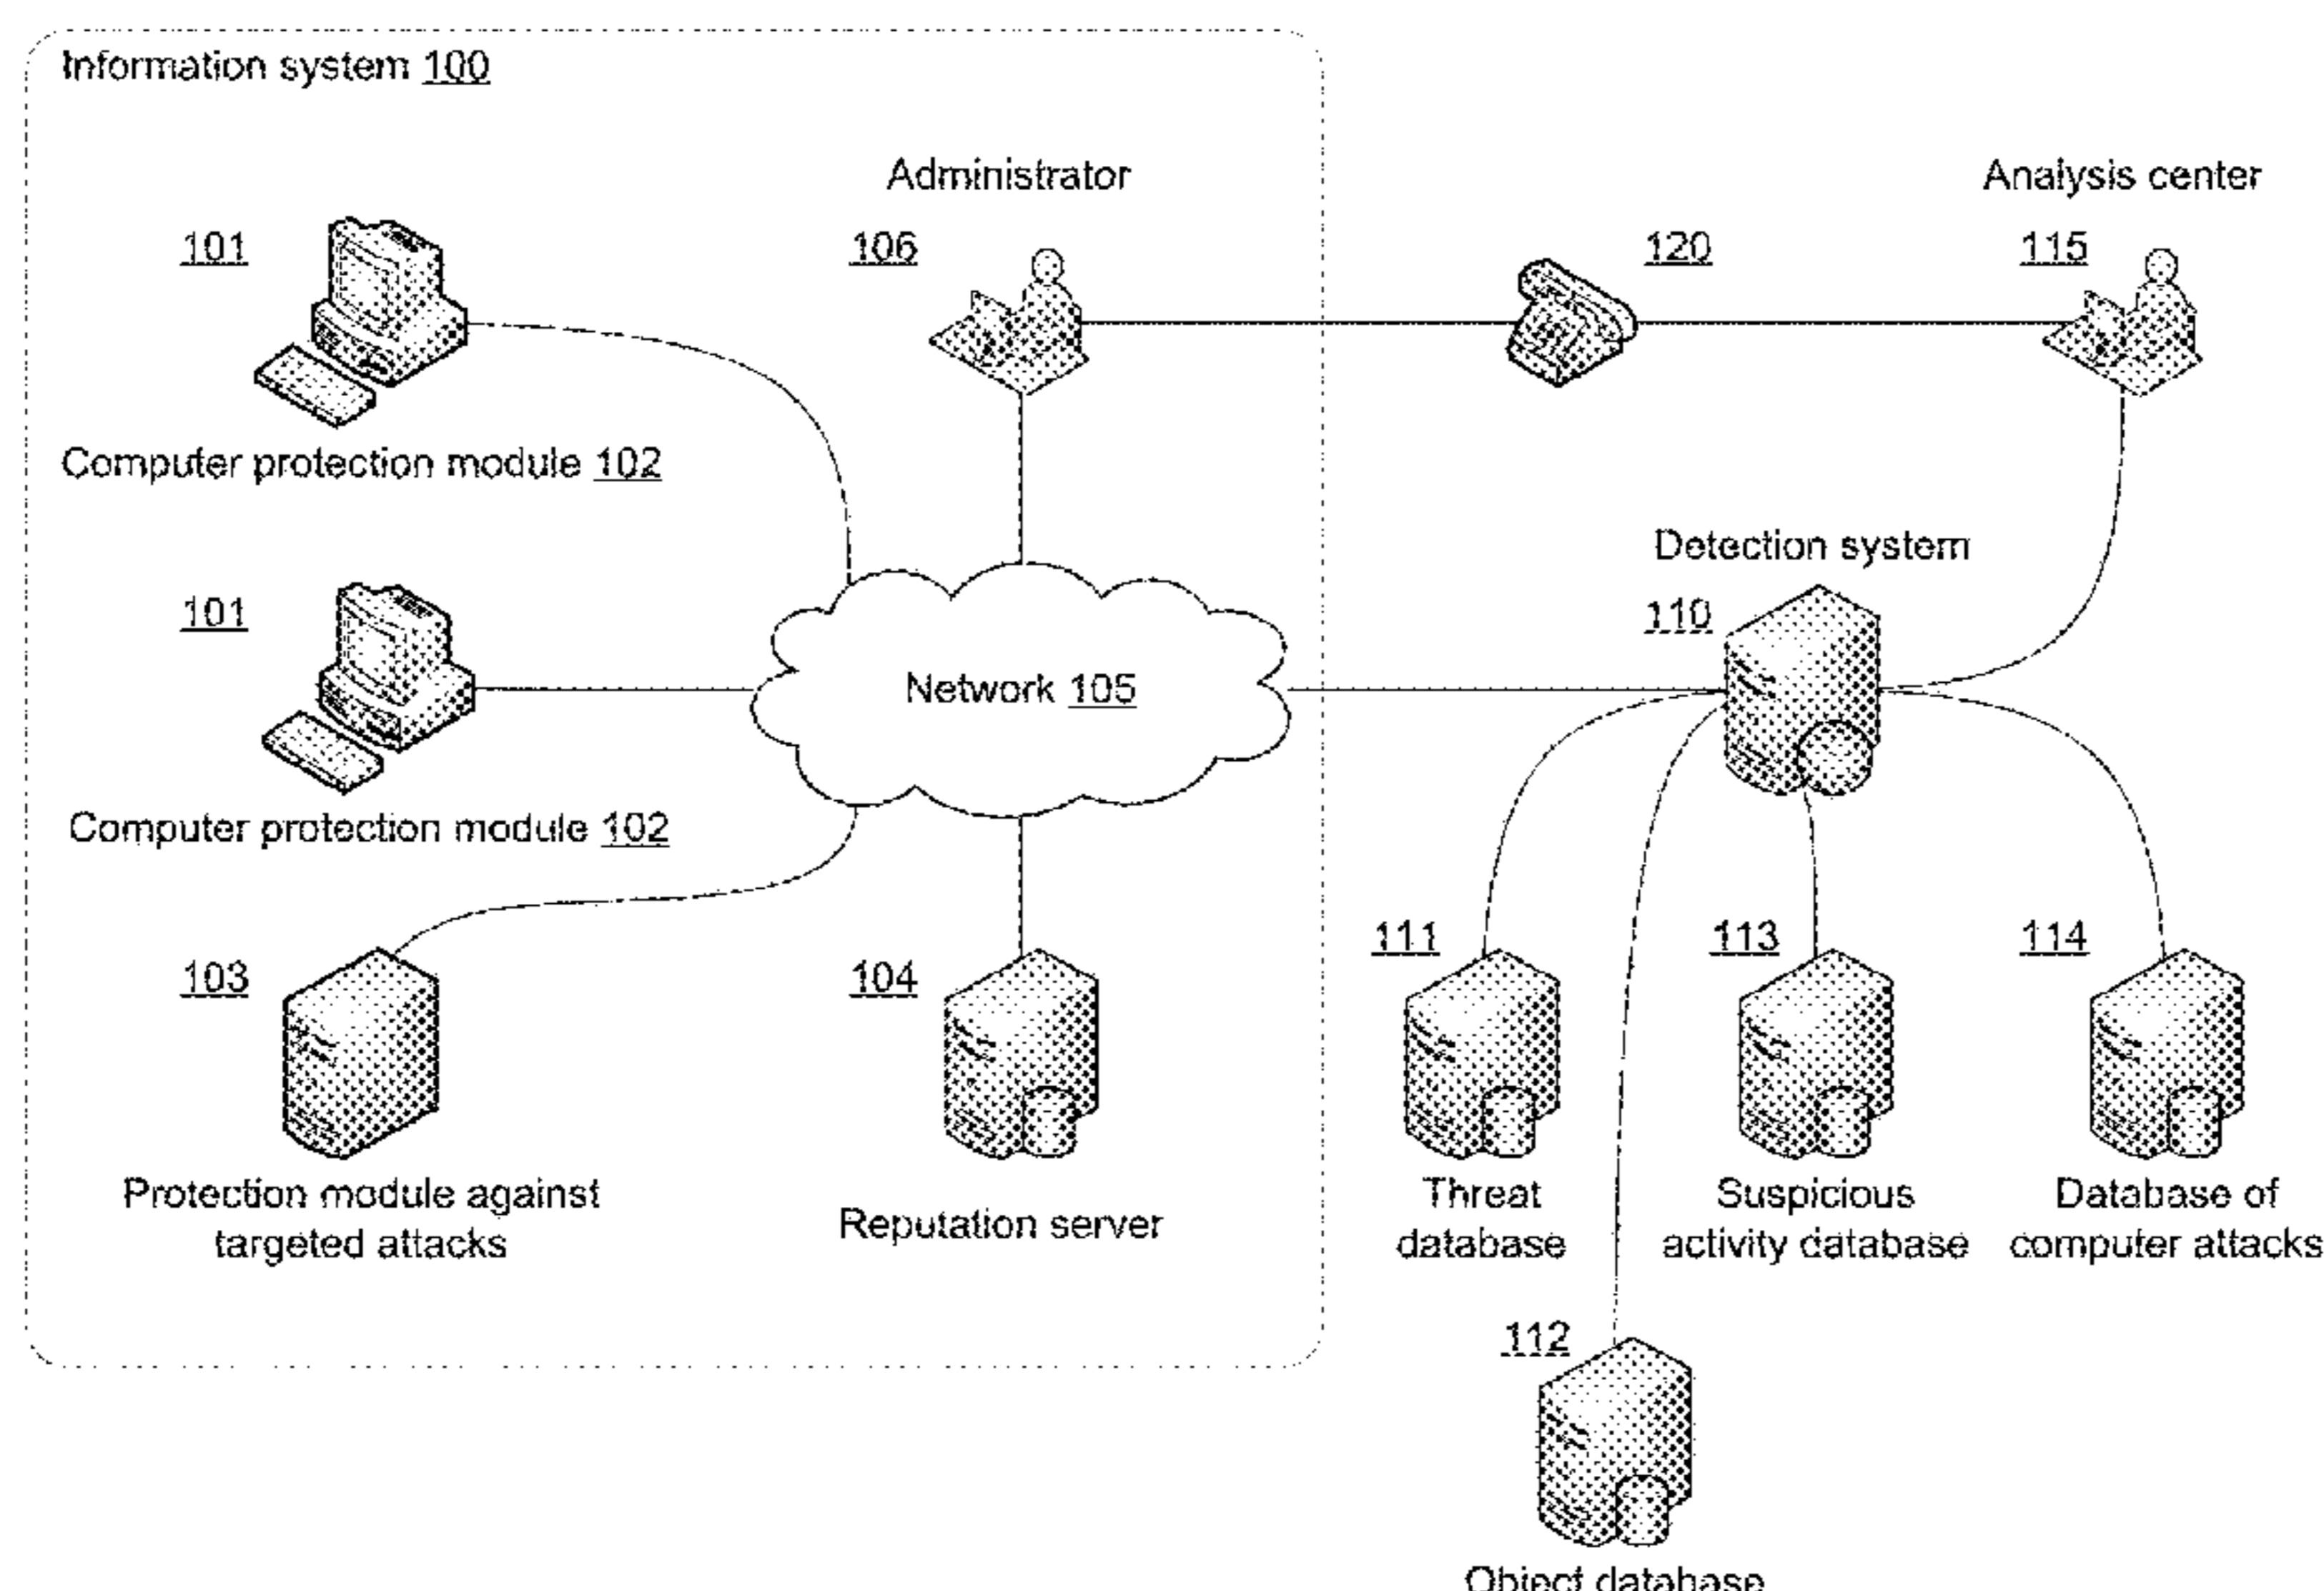 Information system 100
Administrator
Analysis center
101
106
120
115
Computer protection module 102
Detection system
101
110
Network 105
Computer protection module 102
103
104
111
113
114
Protection module against
targeted attacks
Reputation server
Threat
database
Suspicious
activity database
Database of
computer attacks
112
Object database